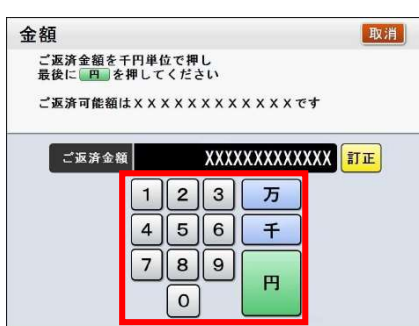 金額 取消
ご返済金額を千円単位で押し
最後に 円 を押してください
ご返済可能額はXXXXXXXXXXXXXです
ご返済金額 XXXXXXXXXXXXX 訂正
1 2 3 万
4 5 6 千
7 8 9 円
0